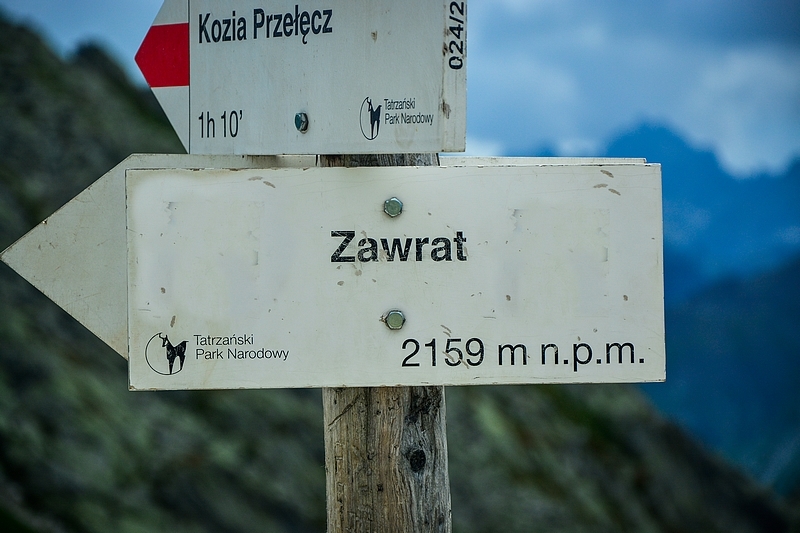 Kozia Przełęcz
024/2
1h 10'
Tatrzański
Park Narodowy
Zawrat
Tatrzański
Park Narodowy
2159 m n.p.m.